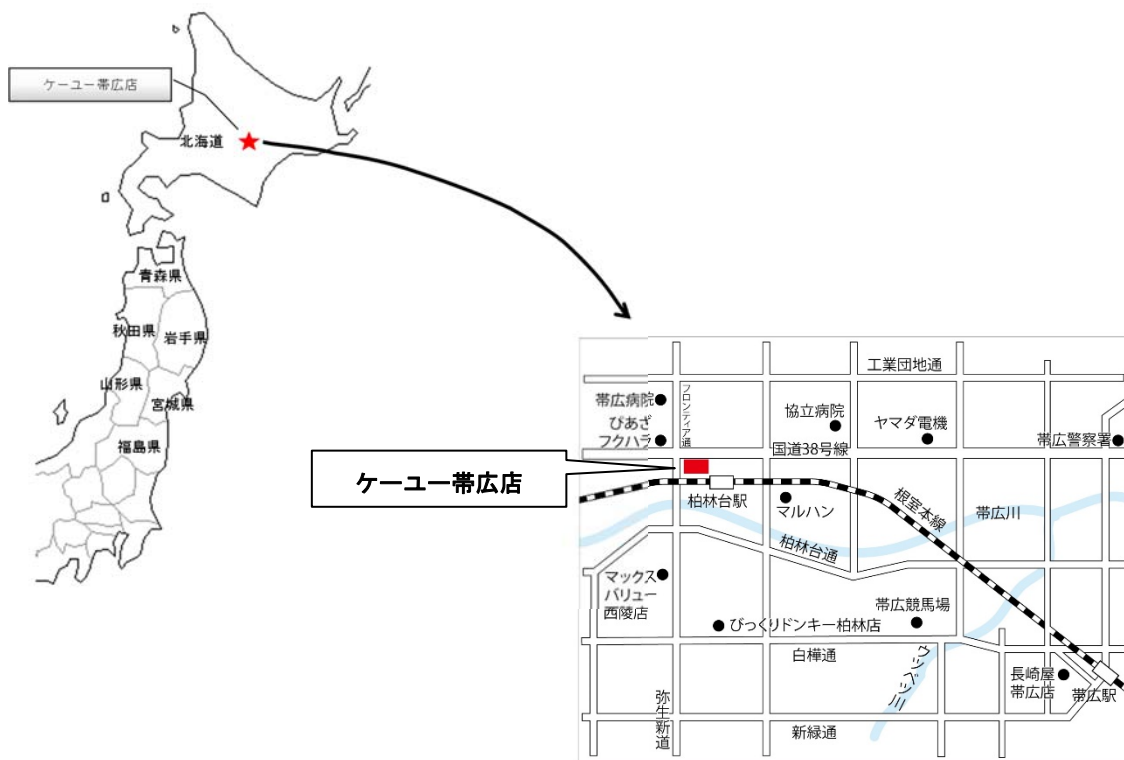 ケーユー帯広店
北海道
青森県
秋田県
岩手県
山形県
宮城県
福島県
工業団地通
フロンティア通
帯広病院
ぴあざ
フクハラ
協立病院
ヤマダ電機
帯広警察署
国道38号線
ケーユー帯広店
柏林台駅
マルハン
根室本線
帯広川
柏林台通
マックス
バリュー
西陵店
びっくりドンキー柏林店
帯広競馬場
白樺通
ウツベツ川
長崎屋
帯広店
帯広駅
弥生新道
新緑通